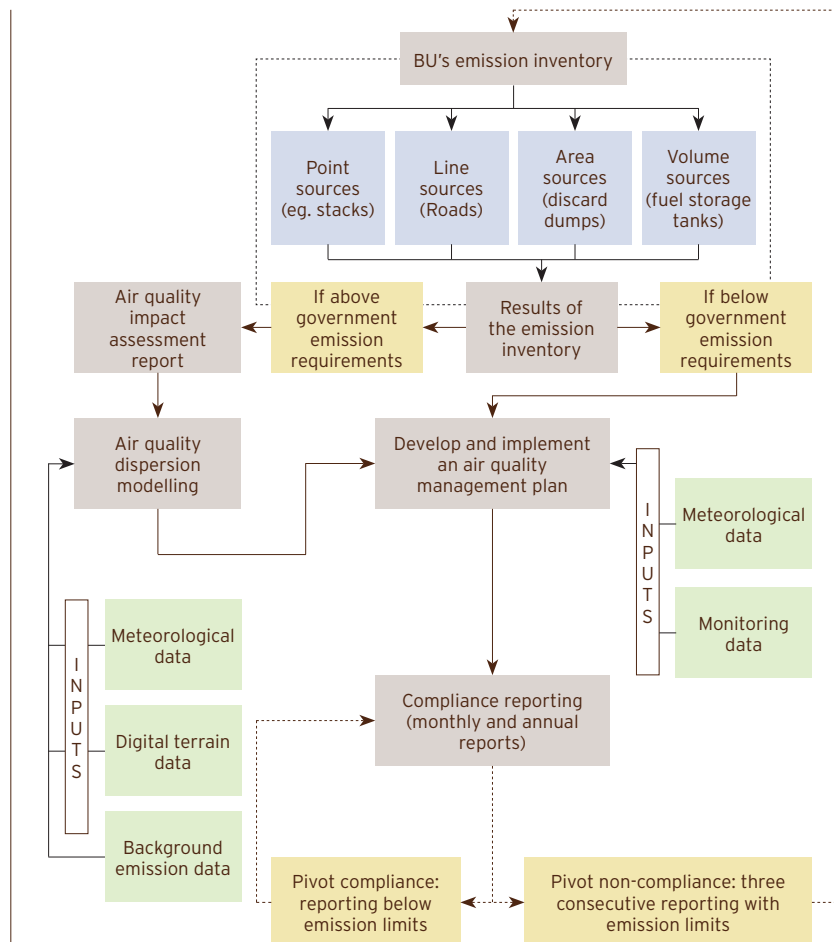 BU's emission inventory
Point
sources
(eg. stacks)
Line
sources
(Roads)
Area
sources
(discard
dumps)
Volume
sources
(fuel storage
tanks)
Air quality
impact
assessment
report
If above
government
emission
requirements
Results of
the emission
inventory
If below
government
emission
requirements
Air quality
dispersion
modelling
Develop and implement
an air quality
management plan
INPUTS
Meteorological
data
Monitoring
data
INPUTS
Meteorological
data
Digital terrain
data
Background
emission data
Compliance reporting
(monthly and annual
reports)
Pivot compliance:
reporting below
emission limits
Pivot non-compliance: three
consecutive reporting with
emission limits